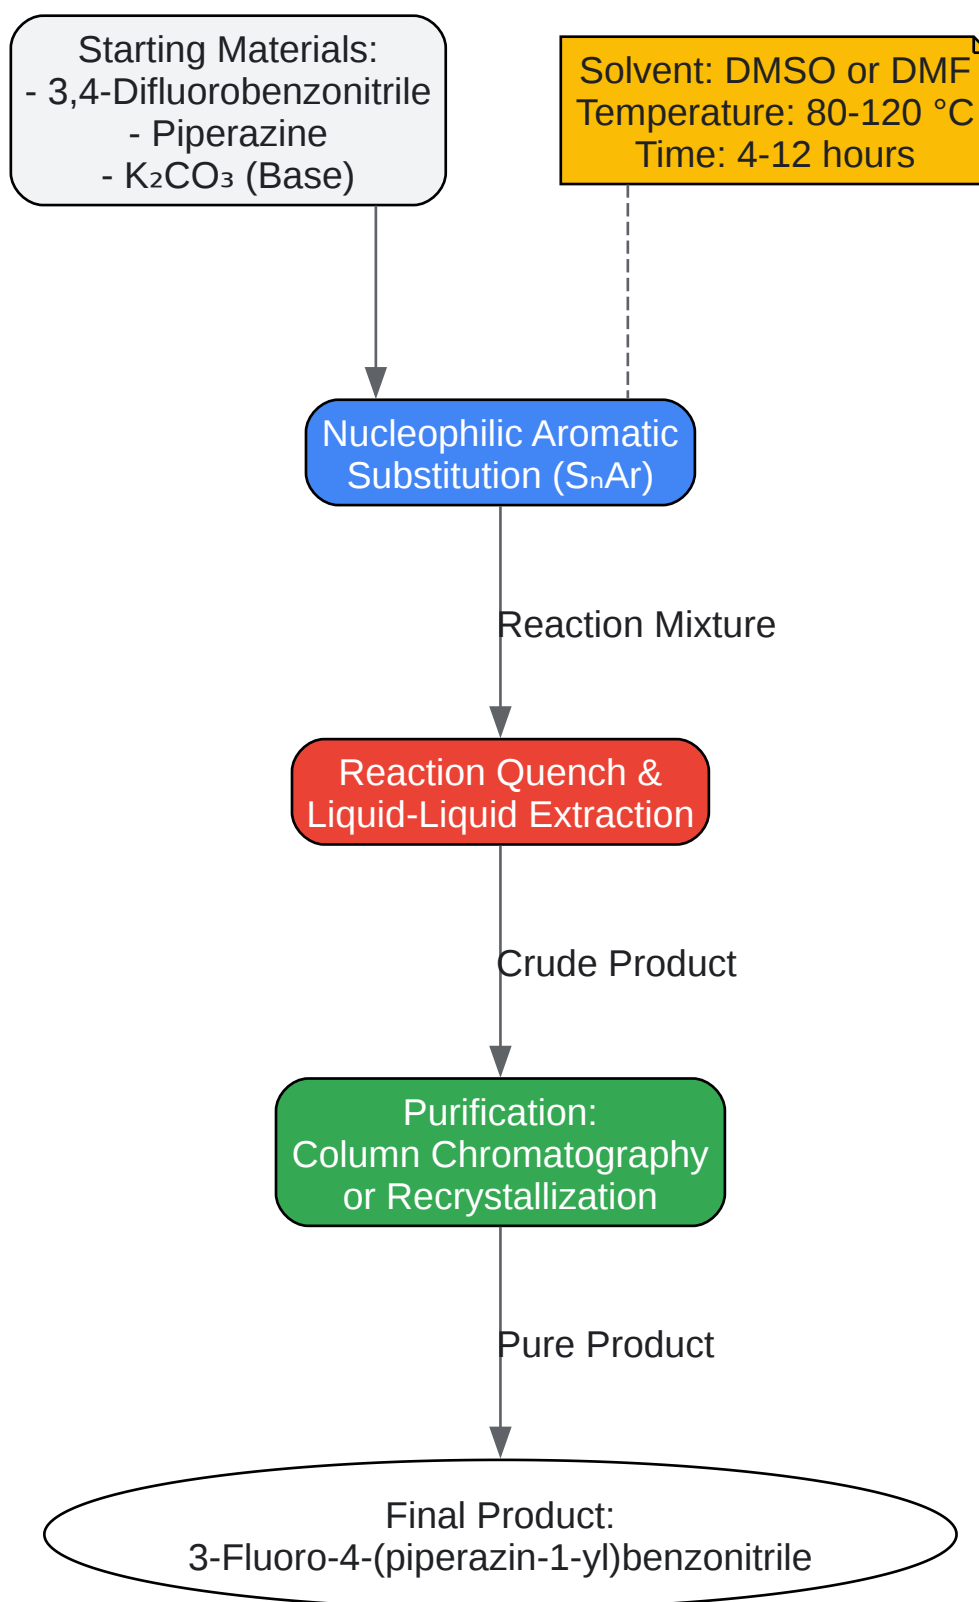 Starting Materials:
- 3,4-Difluorobenzonitrile
- Piperazine
- K₂CO₃ (Base)
Solvent: DMSO or DMF
Temperature: 80-120 °C
Time: 4-12 hours
Nucleophilic Aromatic
Substitution (SₙAr)
Reaction Mixture
Reaction Quench &
Liquid-Liquid Extraction
Crude Product
Purification:
Column Chromatography
or Recrystallization
Pure Product
Final Product:
3-Fluoro-4-(piperazin-1-yl)benzonitrile